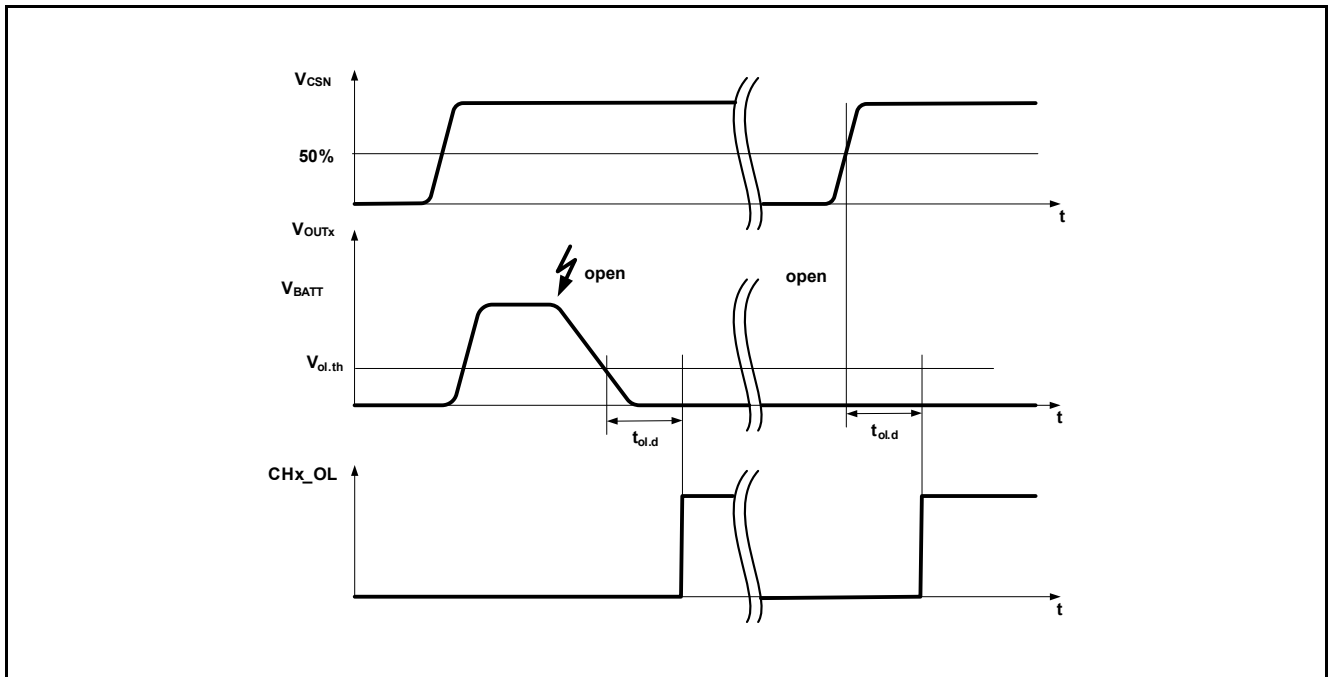 VCSN
50%
t
VOUTx
open
open
VBATT
Vol.th
t
tol.d
tol.d
CHx_OL
t